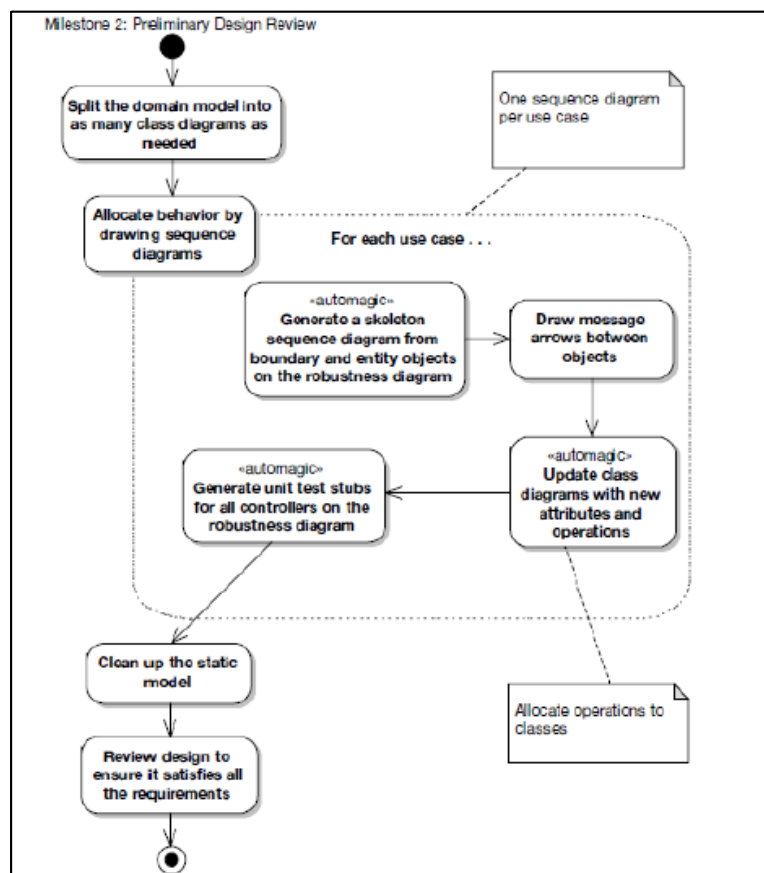 Milestone 2: Preliminary Design Review
Split the domain model into
as many class diagrams as
needed
One sequence diagram
per use case
Allocate behavior by
drawing sequence
diagrams
For each use case . . .
«automagic»
Generate a skeleton
sequence diagram from
boundary and entity objects
on the robustness diagram
Draw message
arrows between
objects
«automagic»
Generate unit test stubs
for all controllers on the
robustness diagram
«automagic»
Update class
diagrams with new
attributes and
operations
Clean up the static
model
Allocate operations to
classes
Review design to
ensure it satisfies all
the requirements